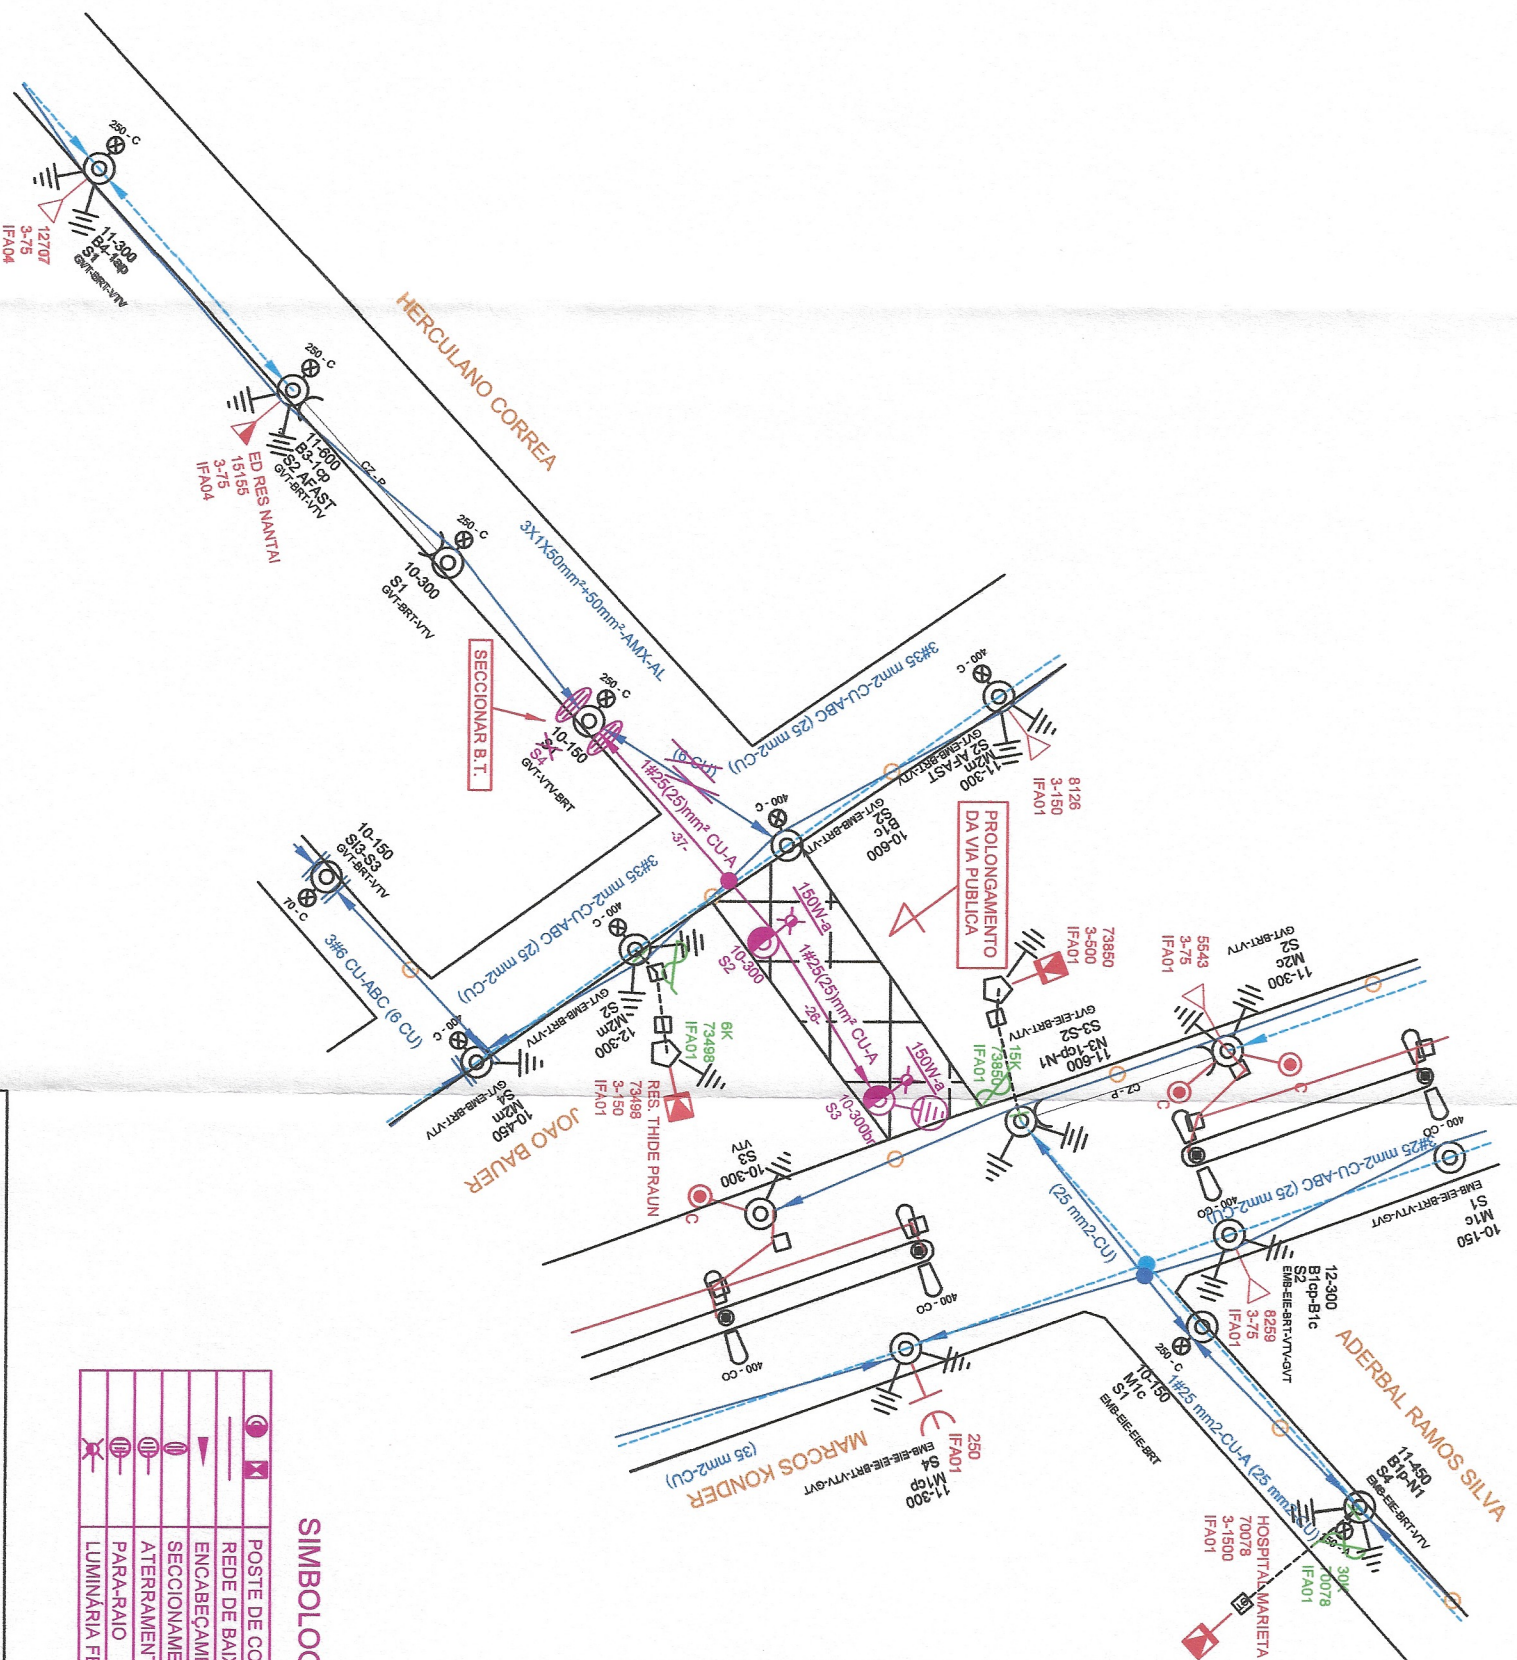 250 - C
11-300
B4-1ap
S1
GVT-BRT-VTV
12707
3-75
IFA04
HERCULANO CORREA
250 - C
11-600
B3-1cp
S2 AFAST
GVT-BRT-VTV
ED RES NANTAI
15155
3-75
IFA04
CZ - P
250 - C
10-300
S1
GVT-BRT-VTV
3X1X50mm²+50mm²-AMX-AL
SECCIONAR B.T.
250 - C
10-150
S4
GVT-VTV-BRT
(6 CU)
1#25(25)mm² CU-A
-37-
3#35 mm2-CU-ABC (25 mm2-CU)
400 - C
11-300
M2m
S2 AFAST
GVT-EMB-BRT-VTV
8126
3-150
IFA01
400 - C
10-600
B1c
S2
GVT-EMB-BRT-VTV
PROLONGAMENTO
DA VIA PUBLICA
150W-a
10-300
S2
1#25(25)mm² CU-A
-26-
150W-a
10-300br
S3
10-150
SI3-S3
GVT-BRT-VTV
70 - C
3#6 CU-ABC (6 CU)
3#35 mm2-CU-ABC (25 mm2-CU)
400 - C
12-300
M2m
S2
GVT-EMB-BRT-VTV
6K
73498
IFA01
RES. THIDE PRAUN
73498
3-150
IFA01
400 - C
10-450
M2m
S4
GVT-EMB-BRT-VTV
JOAO BAUER
73850
3-500
IFA01
15K
73850
IFA01
11-600
N3-1cp-N1
S3-S2
GVT-EIE-BRT-VTV
CZ - P
5543
3-75
IFA01
11-300
M2c
S2
GVT-BRT-VTV
C
C
400 - CO
400 - CO
3#25 mm2-CU-ABC (25 mm2-CU)
10-150
M1c
S1
EMB-EIE-BRT-VTV-GVT
12-300
B1cp-B1c
S2
EMB-EIE-BRT-VTV-GVT
8259
3-75
IFA01
(25 mm2-CU)
10-300
S3
VTV
C
400 - CO
400 - CO
250 - C
10-150
M1c
S1
EMB-EIE-EIE-BRT
1#25 mm2-CU-A (25 mm2-CU)
ADERBAL RAMOS SILVA
11-450
B1p-N1
S4
EMB-EIE-BRT-VTV
250 - A
70078
IFA01
HOSPITAL MARIETA
70078
3-1500
IFA01
250
IFA01
11-300
M1cp
S4
EMB-EIE-EIE-BRT-VTV-GVT
MARCOS KONDER
(35 mm2-CU)
SIMBOLOG
POSTE DE CO
REDE DE BAIX
ENCABEÇAME
SECCIONAME
ATERRAMENT
PARA-RAIO
LUMINÁRIA FE